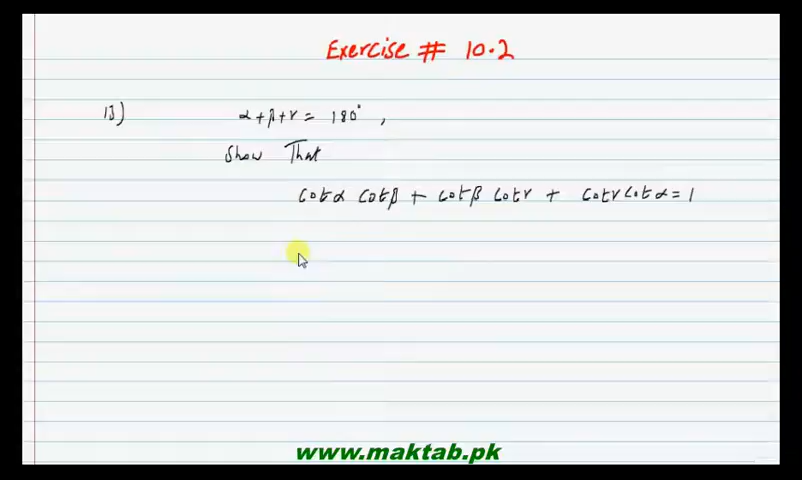 Exercise # 10.2
13) α+β+γ = 180° ,
Show That
Cotα Cotβ + Cotβ Cotγ + Cotγ Cotα = 1
www.maktab.pk